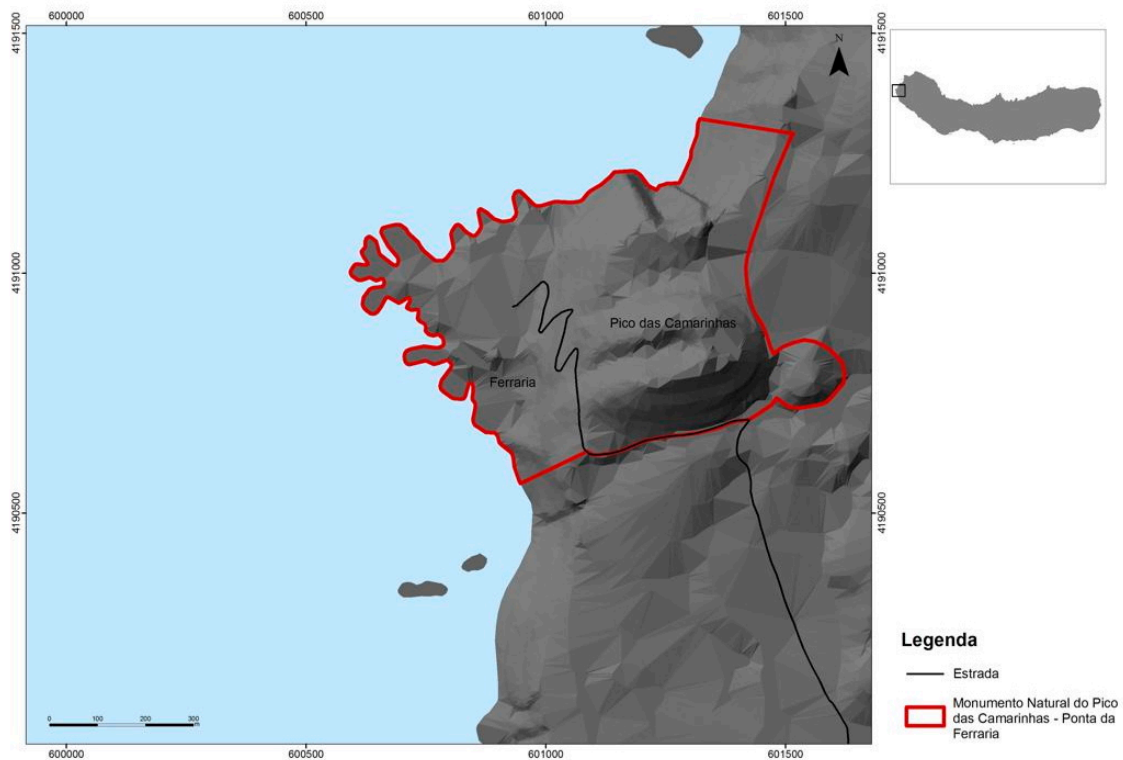 600000 600500 601000 601500
4191500 4191500
N
4191000 4191000
Pico das Camarinhas
Ferraria
4190500 4190500
Legenda
Estrada
Monumento Natural do Pico
das Camarinhas - Ponta da
Ferraria
0 100 200 300
600000 600500 601000 601500